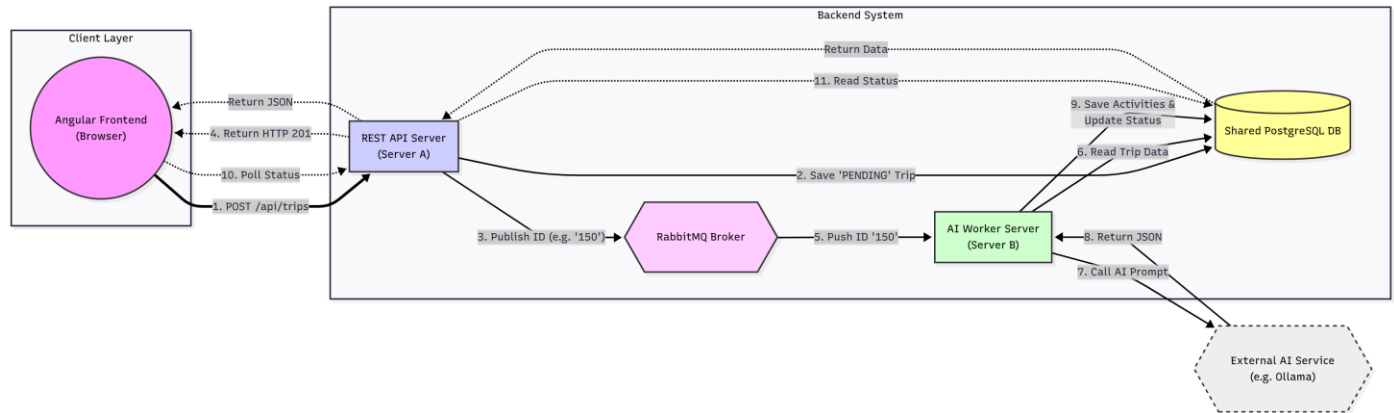 Backend System
Client Layer
Angular Frontend
(Browser)
Return JSON
4. Return HTTP 201
10. Poll Status
1. POST /api/trips
REST API Server
(Server A)
Return Data
11. Read Status
9. Save Activities &
Update Status
6. Read Trip Data
2. Save 'PENDING' Trip
Shared PostgreSQL DB
3. Publish ID (e.g. '150')
RabbitMQ Broker
5. Push ID '150'
AI Worker Server
(Server B)
8. Return JSON
7. Call AI Prompt
External AI Service
(e.g. Ollama)